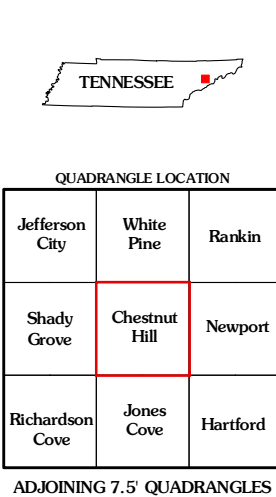 TENNESSEE
QUADRANGLE LOCATION
Jefferson
City
White
Pine
Rankin
Shady
Grove
Chestnut
Hill
Newport
Richardson
Cove
Jones
Cove
Hartford
ADJOINING 7.5' QUADRANGLES